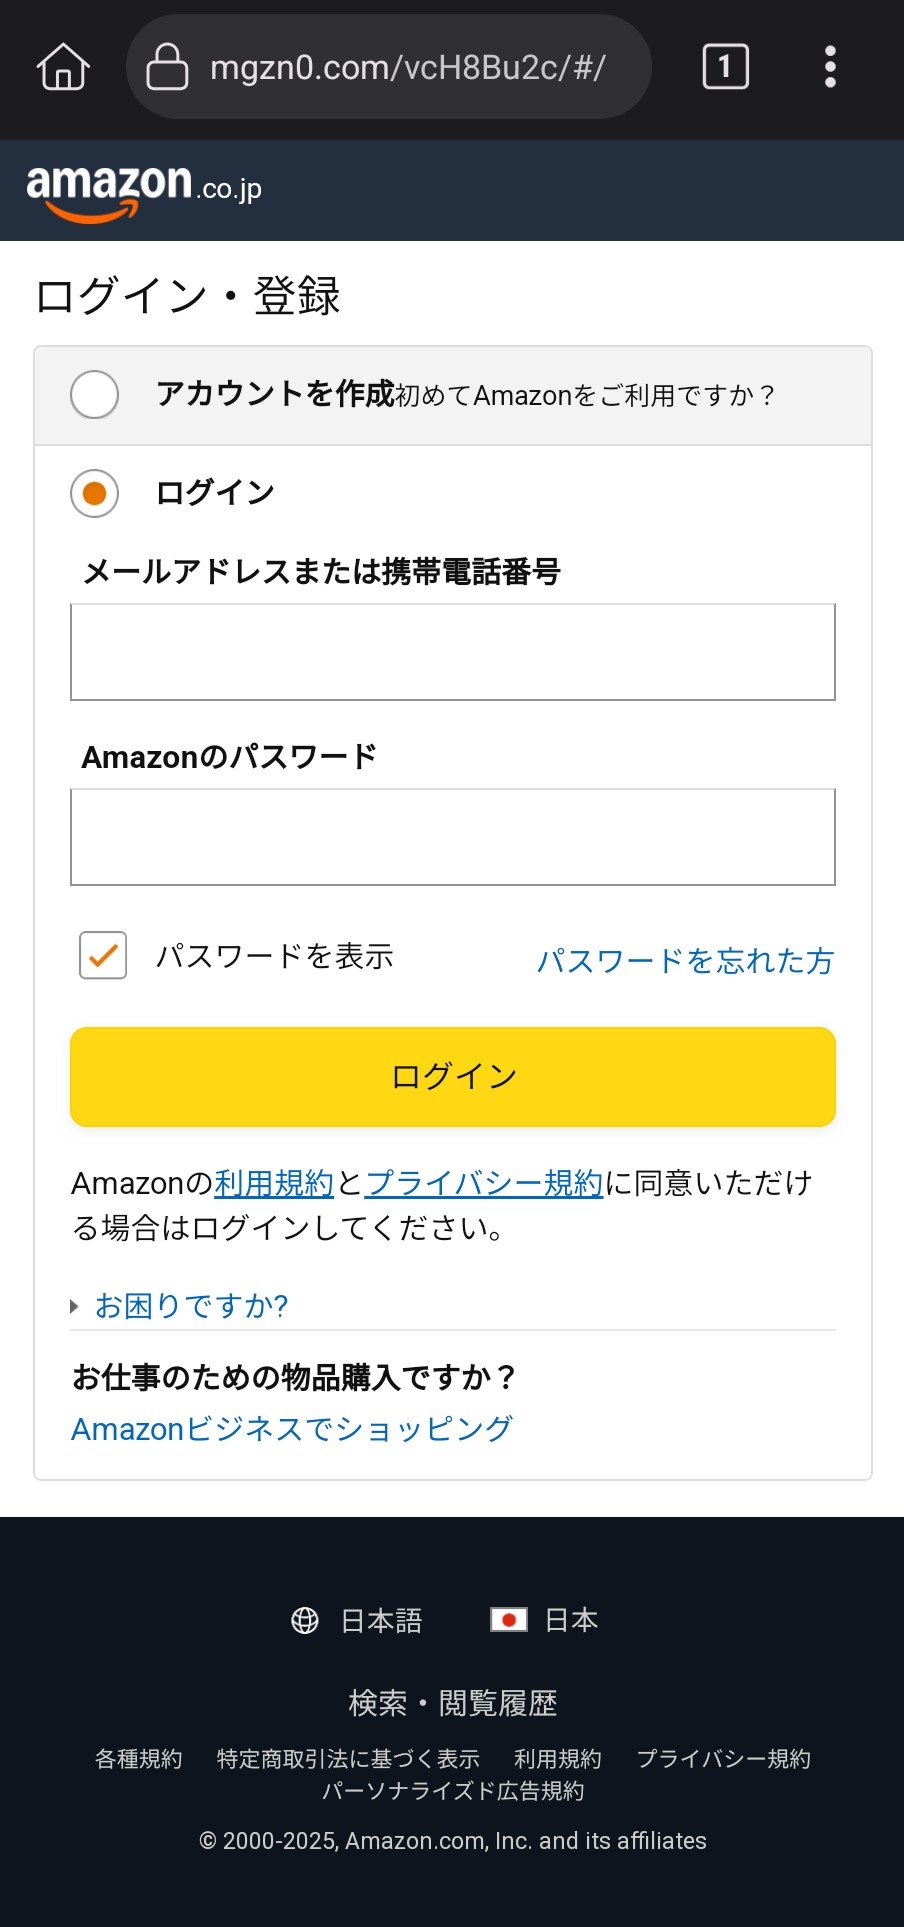 mgzn0.com/vcH8Bu2c/#/
1
amazon.co.jp
ログイン・登録
アカウントを作成初めてAmazonをご利用ですか？
ログイン
メールアドレスまたは携帯電話番号
Amazonのパスワード
パスワードを表示 パスワードを忘れた方
ログイン
Amazonの利用規約とプライバシー規約に同意いただけ
る場合はログインしてください。
お困りですか?
お仕事のための物品購入ですか？
Amazonビジネスでショッピング
日本語 日本
検索・閲覧履歴
各種規約 特定商取引法に基づく表示 利用規約 プライバシー規約
パーソナライズド広告規約
© 2000-2025, Amazon.com, Inc. and its affiliates